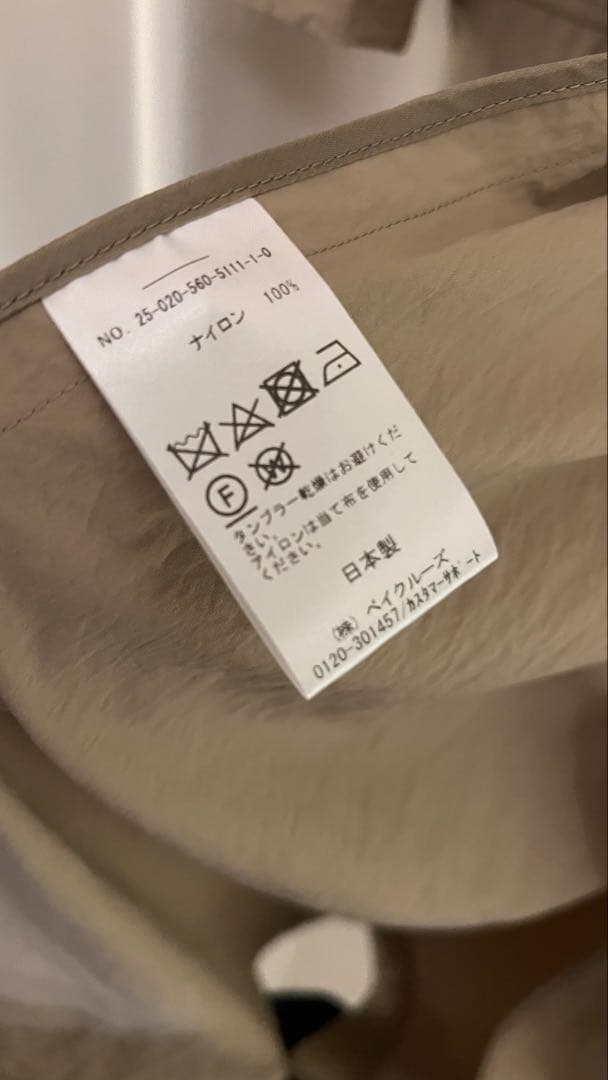 NO. 25-020-560-5111-1-0
ナイロン 100%
F
W
タンブラー乾燥はお避けくだ
さい。
アイロンは当て布を使用して
ください。
日本製
(株) ベイクルーズ
0120-301457/カスタマーサポート